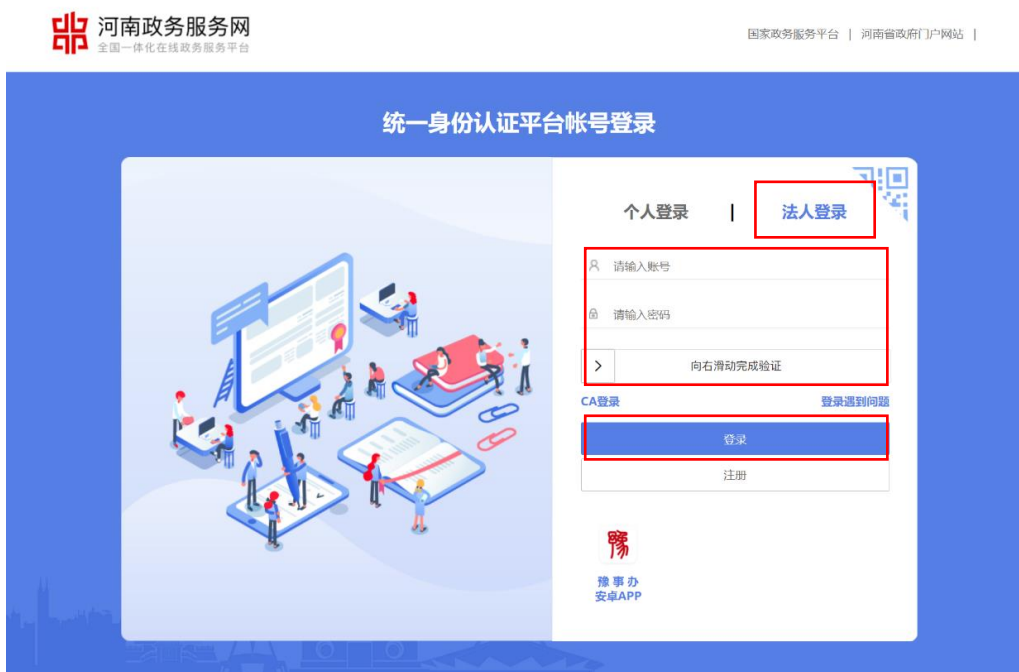 河南政务服务网
全国一体化在线政务服务平台
国家政务服务平台 | 河南省政府门户网站 |
统一身份认证平台帐号登录
个人登录 | 法人登录
请输入账号
请输入密码
> 向右滑动完成验证
CA登录 登录遇到问题
登录
注册
豫
豫事办
安卓APP